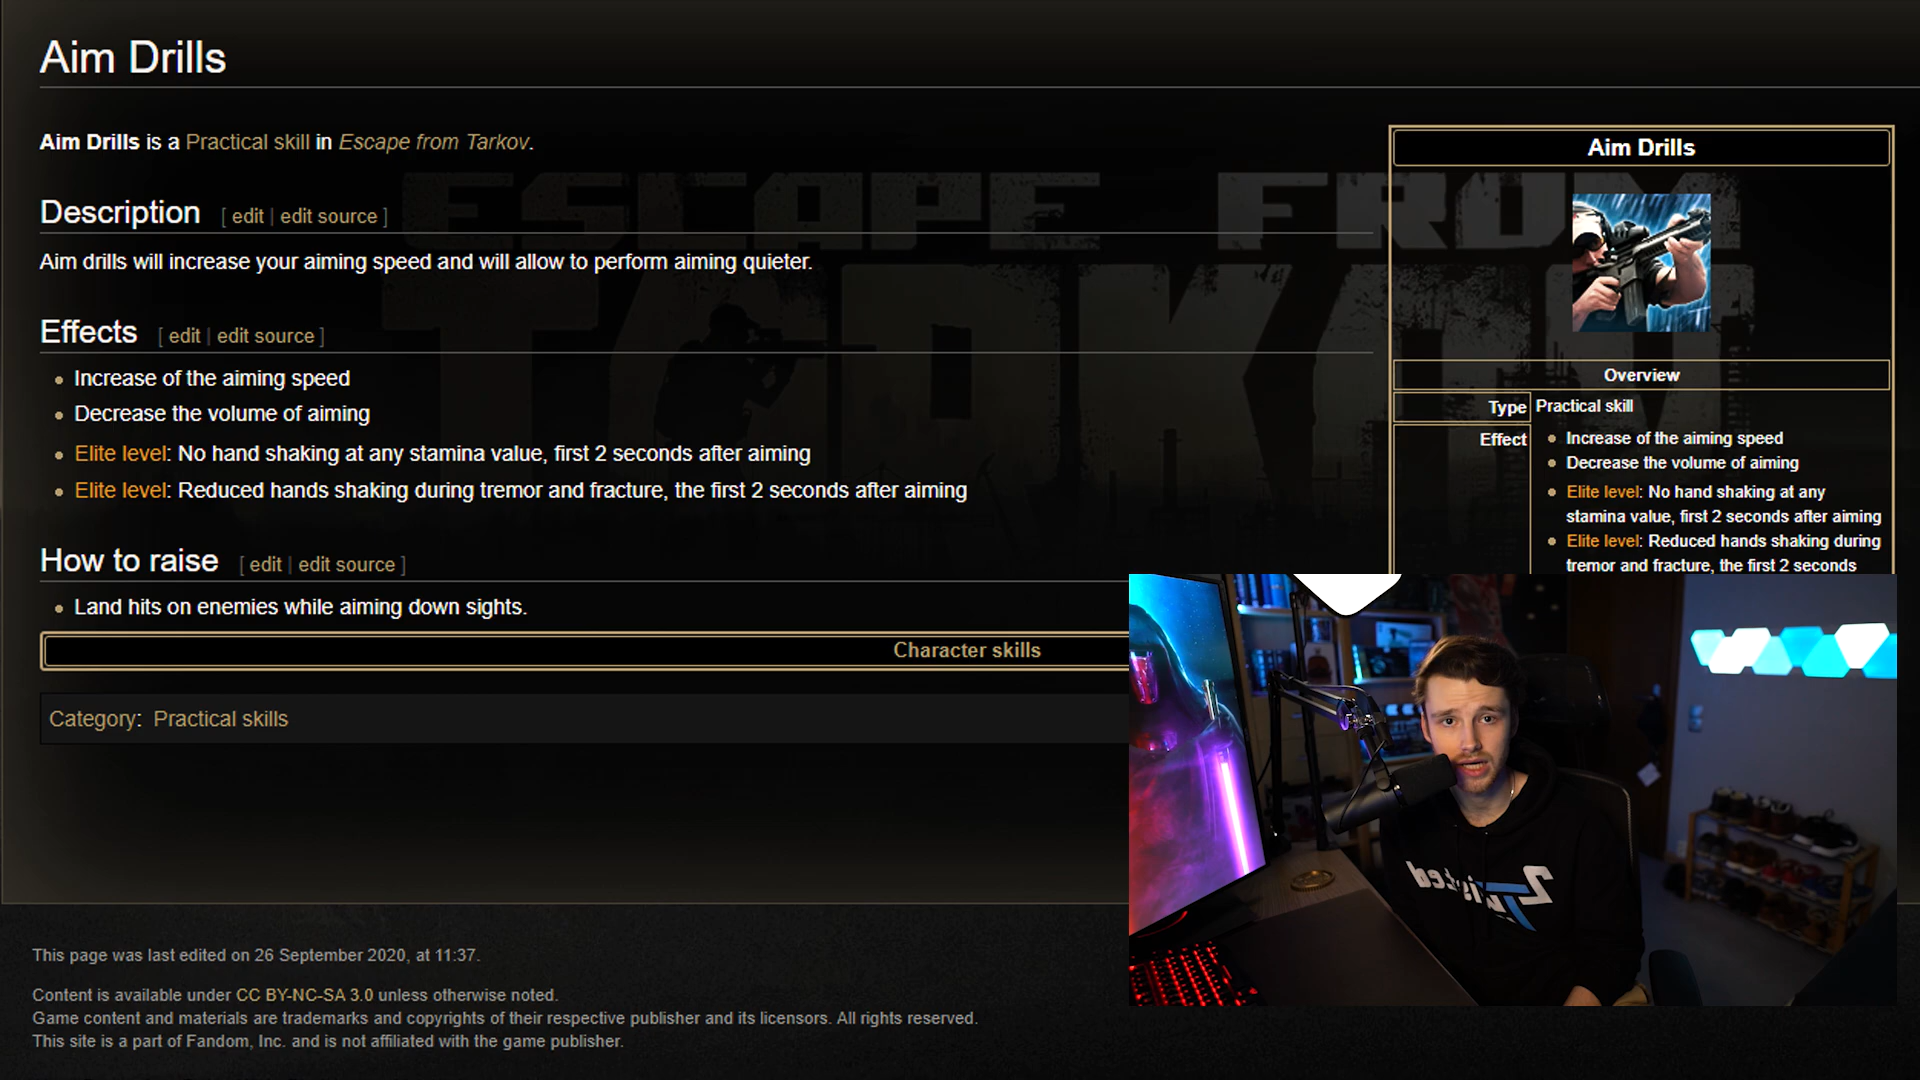 Aim Drills
Aim Drills is a Practical skill in Escape from Tarkov.
Description [ edit | edit source ]
Aim drills will increase your aiming speed and will allow to perform aiming quieter.
Effects [ edit | edit source ]
Increase of the aiming speed
Decrease the volume of aiming
Elite level: No hand shaking at any stamina value, first 2 seconds after aiming
Elite level: Reduced hands shaking during tremor and fracture, the first 2 seconds after aiming
How to raise [ edit | edit source ]
Land hits on enemies while aiming down sights.
Character skills
Category: Practical skills
Aim Drills
Overview
Type Practical skill
Effect
Increase of the aiming speed
Decrease the volume of aiming
Elite level: No hand shaking at any
stamina value, first 2 seconds after aiming
Elite level: Reduced hands shaking during
tremor and fracture, the first 2 seconds
ESCAPE FROM
TARKOV
2Twisted
This page was last edited on 26 September 2020, at 11:37.
Content is available under CC BY-NC-SA 3.0 unless otherwise noted.
Game content and materials are trademarks and copyrights of their respective publisher and its licensors. All rights reserved.
This site is a part of Fandom, Inc. and is not affiliated with the game publisher.